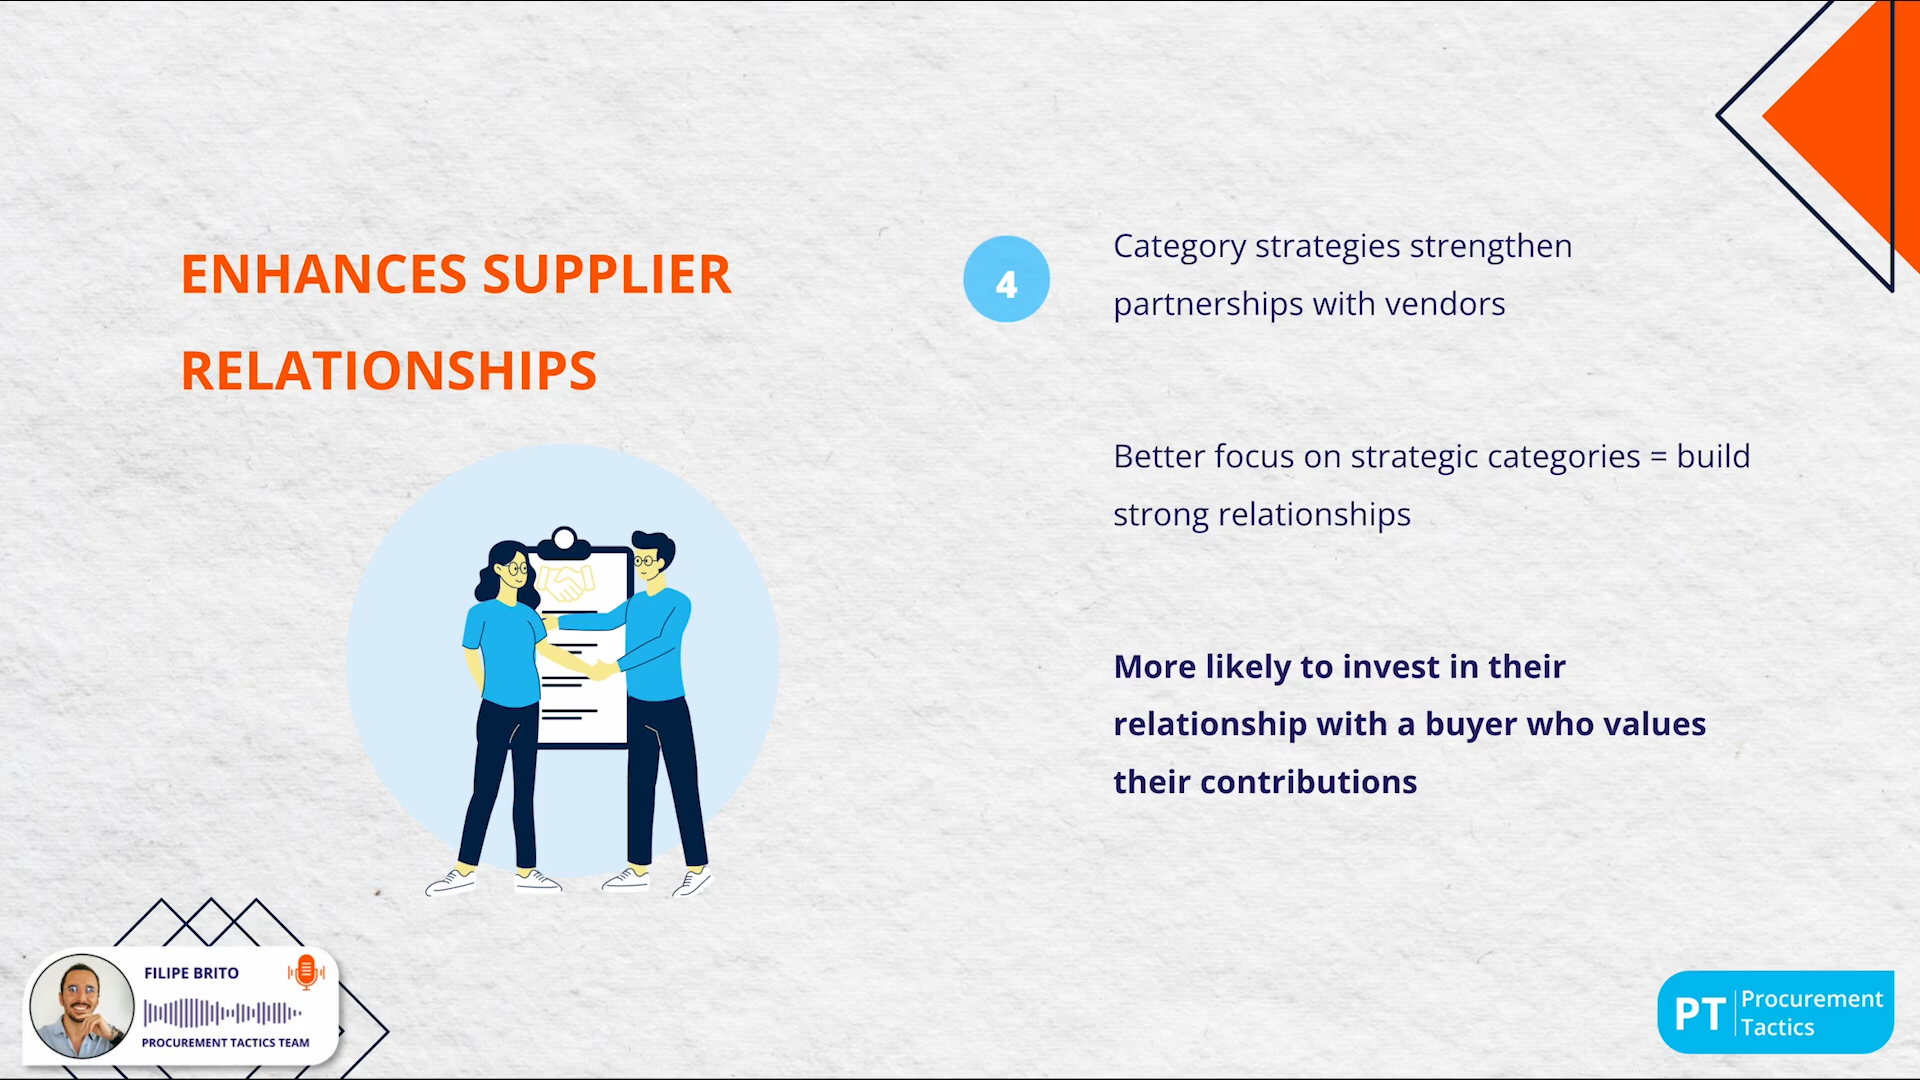 ENHANCES SUPPLIER
RELATIONSHIPS
4
Category strategies strengthen
partnerships with vendors
Better focus on strategic categories = build
strong relationships
More likely to invest in their
relationship with a buyer who values
their contributions
FILIPE BRITO
PROCUREMENT TACTICS TEAM
PT
Procurement
Tactics